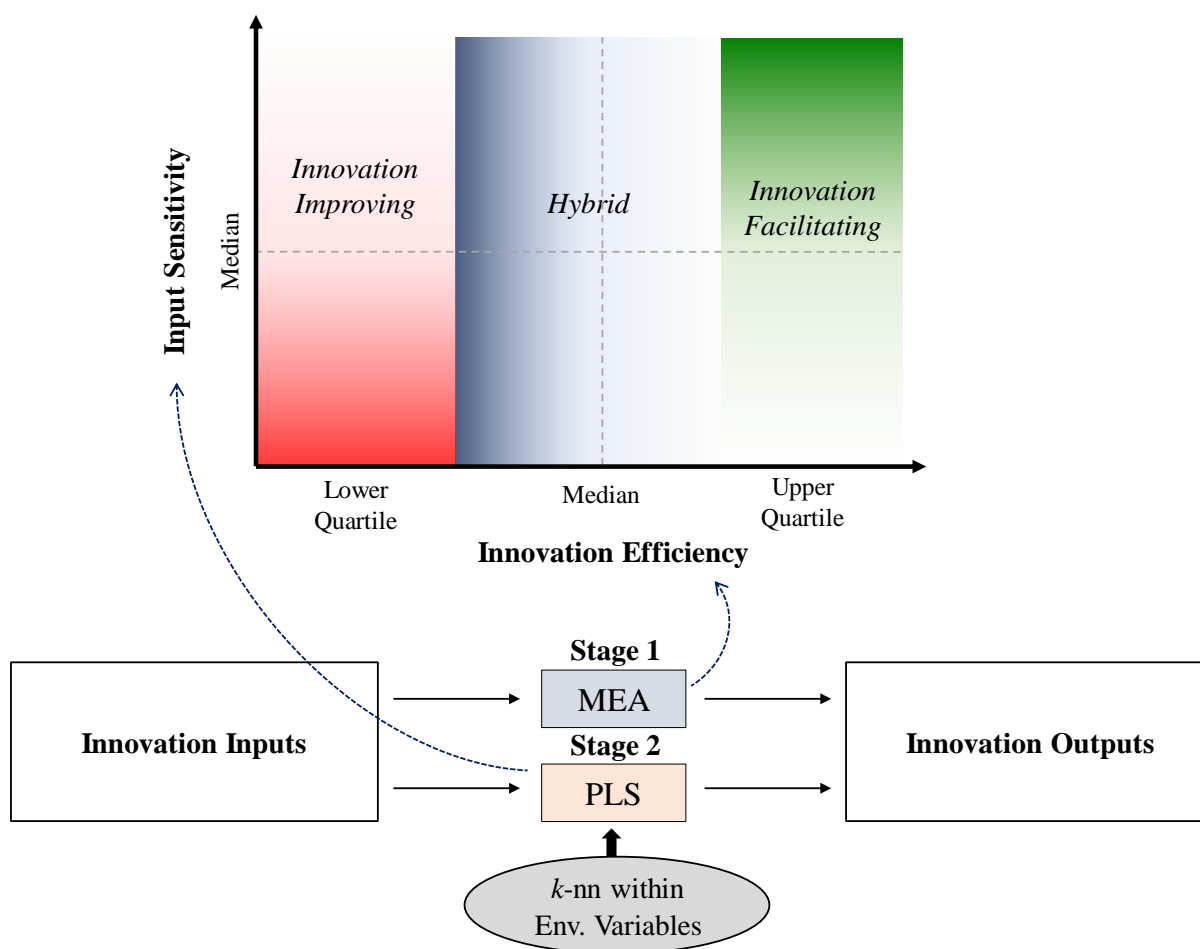 Input Sensitivity
Median
Innovation
Improving
Hybrid
Innovation
Facilitating
Lower
Quartile
Median
Upper
Quartile
Innovation Efficiency
Stage 1
MEA
Innovation Inputs
Stage 2
PLS
Innovation Outputs
k-nn within
Env. Variables